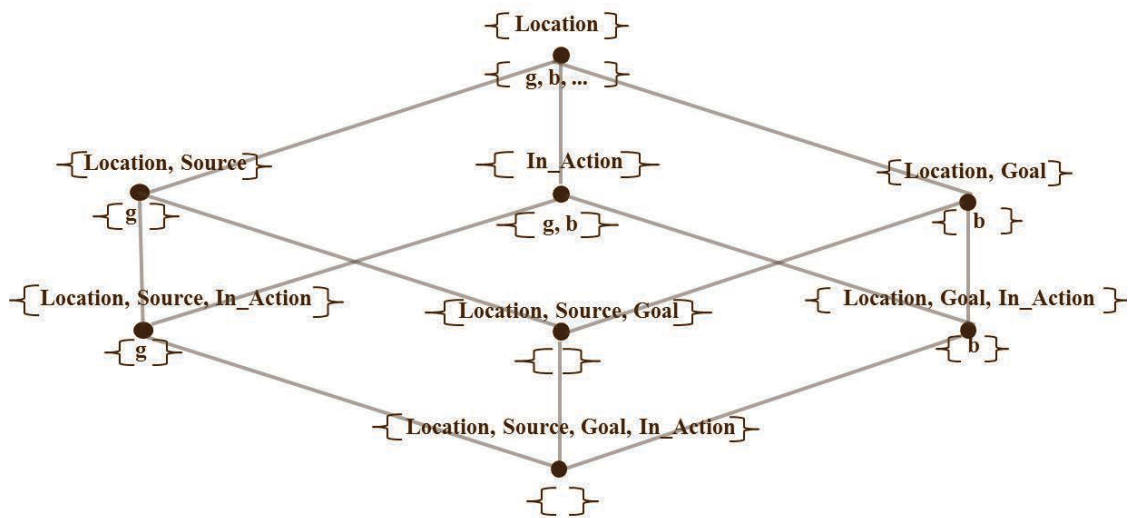 { Location }
{ g, b, ... }
{ Location, Source }
{ In_Action }
{ Location, Goal }
{ g }
{ g, b }
{ b }
{ Location, Source, In_Action }
{ Location, Source, Goal }
{ Location, Goal, In_Action }
{ g }
{ }
{ b }
{ Location, Source, Goal, In_Action }
{ }